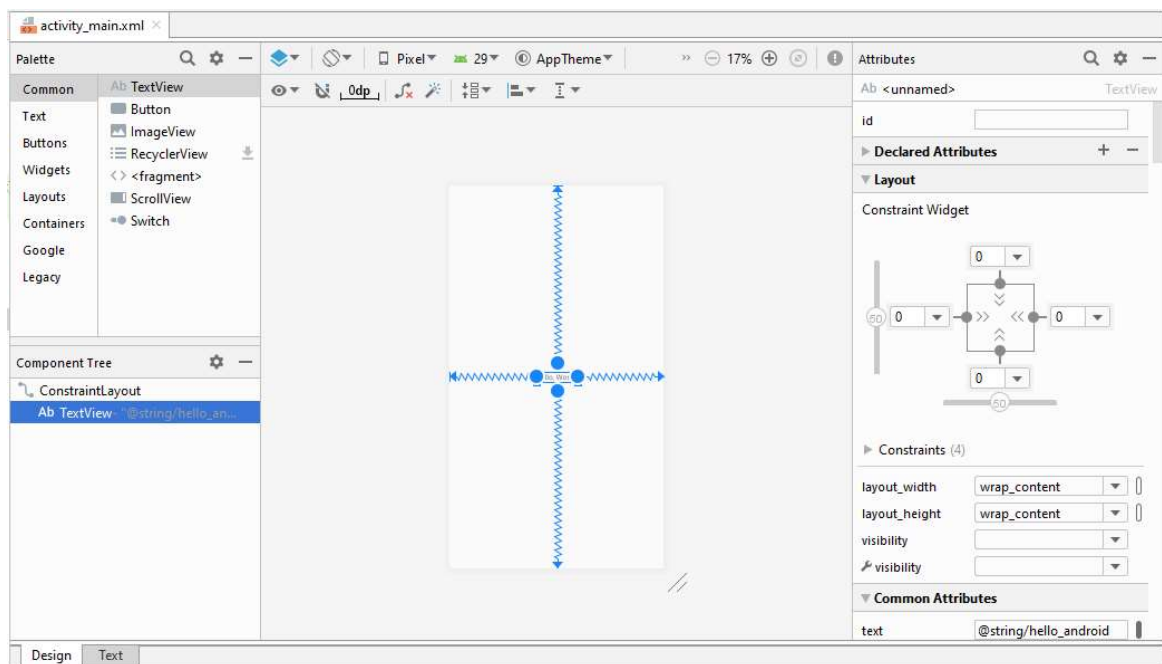 activity_main.xml
Palette
Common
Text
Buttons
Widgets
Layouts
Containers
Google
Legacy
Ab TextView
Button
ImageView
RecyclerView
<fragment>
ScrollView
Switch
Component Tree
ConstraintLayout
Ab TextView- "@string/hello_an...
Pixel
29
AppTheme
17%
0dp
Attributes
Ab <unnamed> TextView
id
Declared Attributes
Layout
Constraint Widget
0
50
0
0
0
50
Constraints (4)
layout_width wrap_content
layout_height wrap_content
visibility
visibility
Common Attributes
text @string/hello_android
Design Text